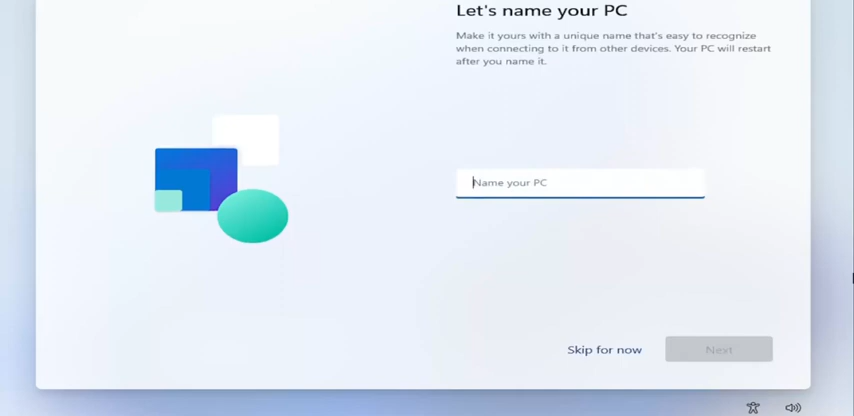 Let's name your PC
Make it yours with a unique name that's easy to recognize
when connecting to it from other devices. Your PC will restart
after you name it.
Name your PC
Skip for now
Next